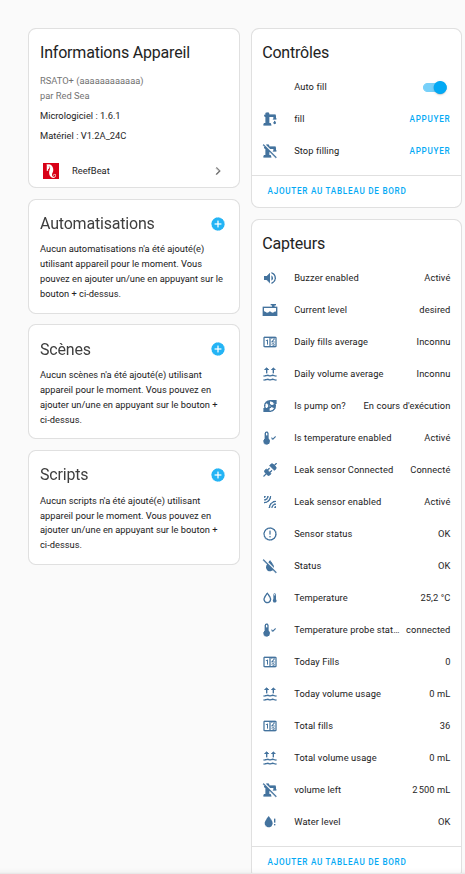 Informations Appareil
RSATO+ (aaaaaaaaaaaa)
par Red Sea
Micrologiciel : 1.6.1
Matériel : V1.2A_24C
ReefBeat
Automatisations
Aucun automatisations n'a été ajouté(e)
utilisant appareil pour le moment. Vous
pouvez en ajouter un/une en appuyant sur le
bouton + ci-dessus.
Scènes
Aucun scènes n'a été ajouté(e) utilisant
appareil pour le moment. Vous pouvez en
ajouter un/une en appuyant sur le bouton +
ci-dessus.
Scripts
Aucun scripts n'a été ajouté(e) utilisant
appareil pour le moment. Vous pouvez en
ajouter un/une en appuyant sur le bouton +
ci-dessus.
Contrôles
Auto fill
fill APPUYER
Stop filling APPUYER
AJOUTER AU TABLEAU DE BORD
Capteurs
Buzzer enabled Activé
Current level desired
Daily fills average Inconnu
Daily volume average Inconnu
Is pump on? En cours d'exécution
Is temperature enabled Activé
Leak sensor Connected Connecté
Leak sensor enabled Activé
Sensor status OK
Status OK
Temperature 25,2 °C
Temperature probe stat... connected
Today Fills 0
Today volume usage 0 mL
Total fills 36
Total volume usage 0 mL
volume left 2 500 mL
Water level OK
AJOUTER AU TABLEAU DE BORD